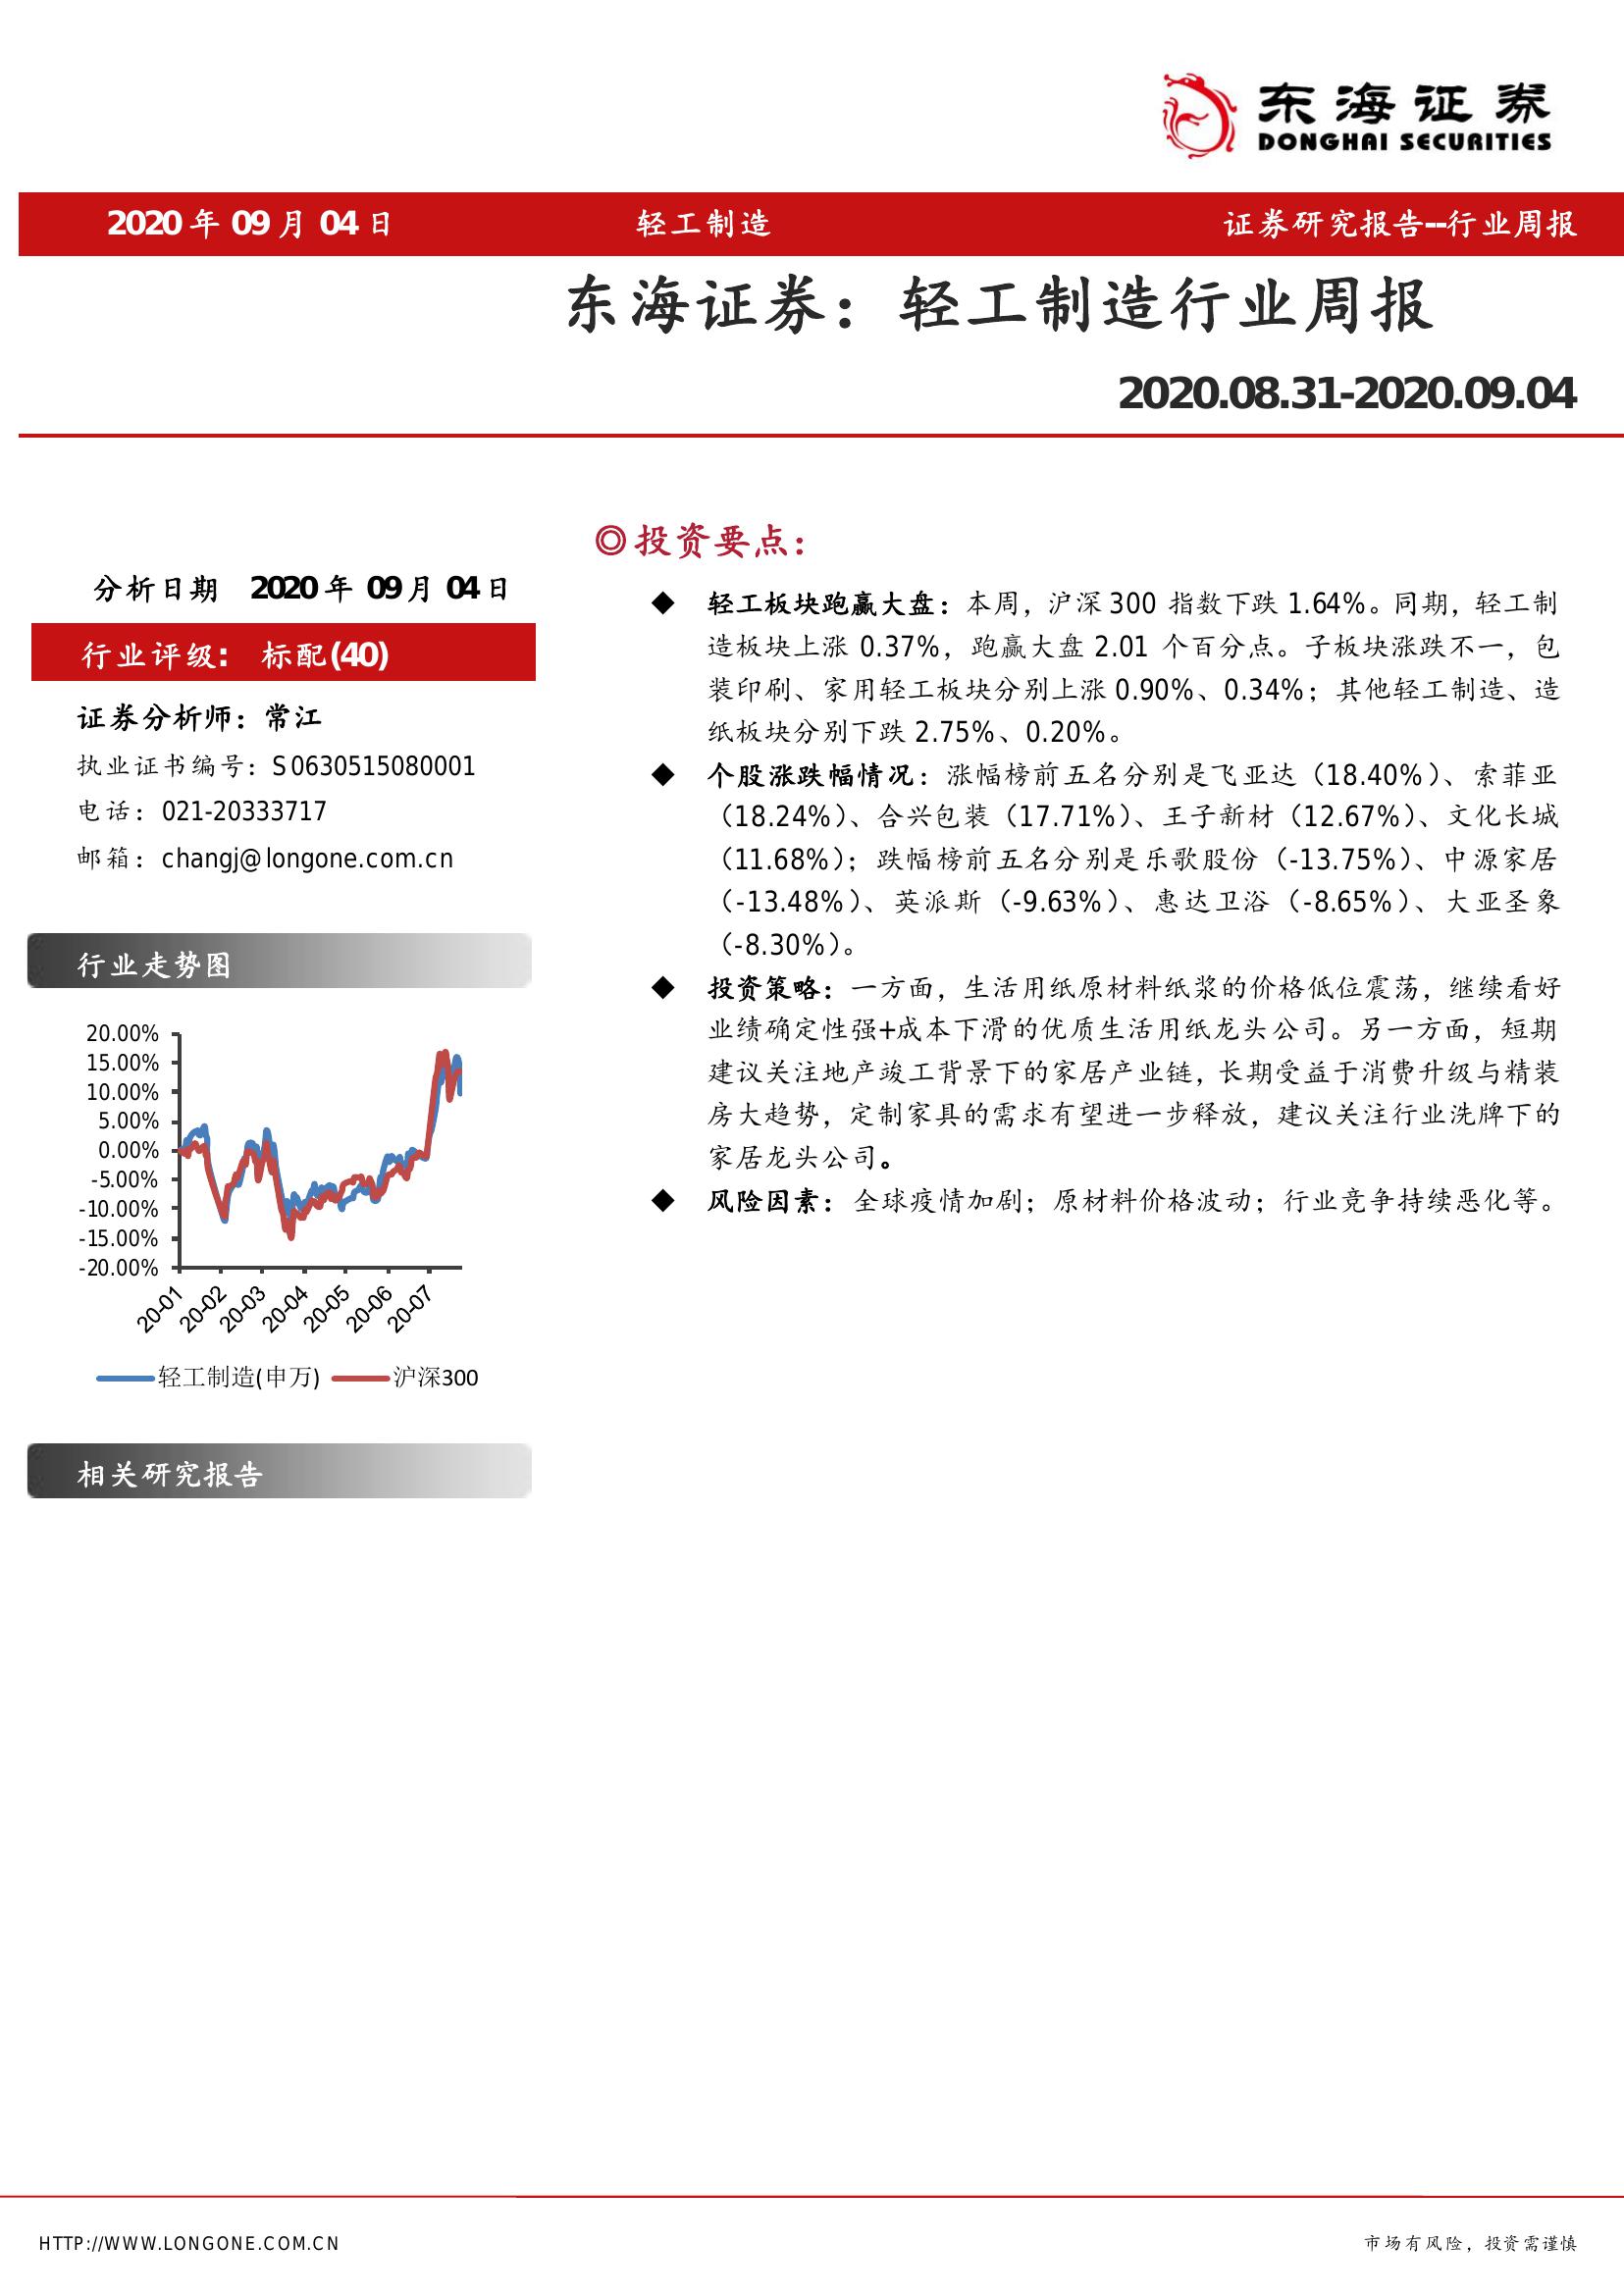 东海证券
DONGHAI SECURITIES
2020年09月04日 轻工制造 证券研究报告--行业周报
东海证券：轻工制造行业周报
2020.08.31-2020.09.04
分析日期 2020年09月04日
行业评级： 标配(40)
证券分析师：常江
执业证书编号：S0630515080001
电话：021-20333717
邮箱：changj@longone.com.cn
行业走势图
20.00%
15.00%
10.00%
5.00%
0.00%
-5.00%
-10.00%
-15.00%
-20.00%
20-01 20-02 20-03 20-04 20-05 20-06 20-07
轻工制造(申万) 沪深300
相关研究报告
◎投资要点：
◆ 轻工板块跑赢大盘：本周，沪深300 指数下跌 1.64%。同期，轻工制
造板块上涨 0.37%，跑赢大盘 2.01 个百分点。子板块涨跌不一，包
装印刷、家用轻工板块分别上涨 0.90%、0.34%；其他轻工制造、造
纸板块分别下跌 2.75%、0.20%。
◆ 个股涨跌幅情况：涨幅榜前五名分别是飞亚达（18.40%）、索菲亚
（18.24%）、合兴包装（17.71%）、王子新材（12.67%）、文化长城
（11.68%）；跌幅榜前五名分别是乐歌股份（-13.75%）、中源家居
（-13.48%）、英派斯（-9.63%）、惠达卫浴（-8.65%）、大亚圣象
（-8.30%）。
◆ 投资策略：一方面，生活用纸原材料纸浆的价格低位震荡，继续看好
业绩确定性强+成本下滑的优质生活用纸龙头公司。另一方面，短期
建议关注地产竣工背景下的家居产业链，长期受益于消费升级与精装
房大趋势，定制家具的需求有望进一步释放，建议关注行业洗牌下的
家居龙头公司。
◆ 风险因素：全球疫情加剧；原材料价格波动；行业竞争持续恶化等。
HTTP://WWW.LONGONE.COM.CN 市场有风险，投资需谨慎